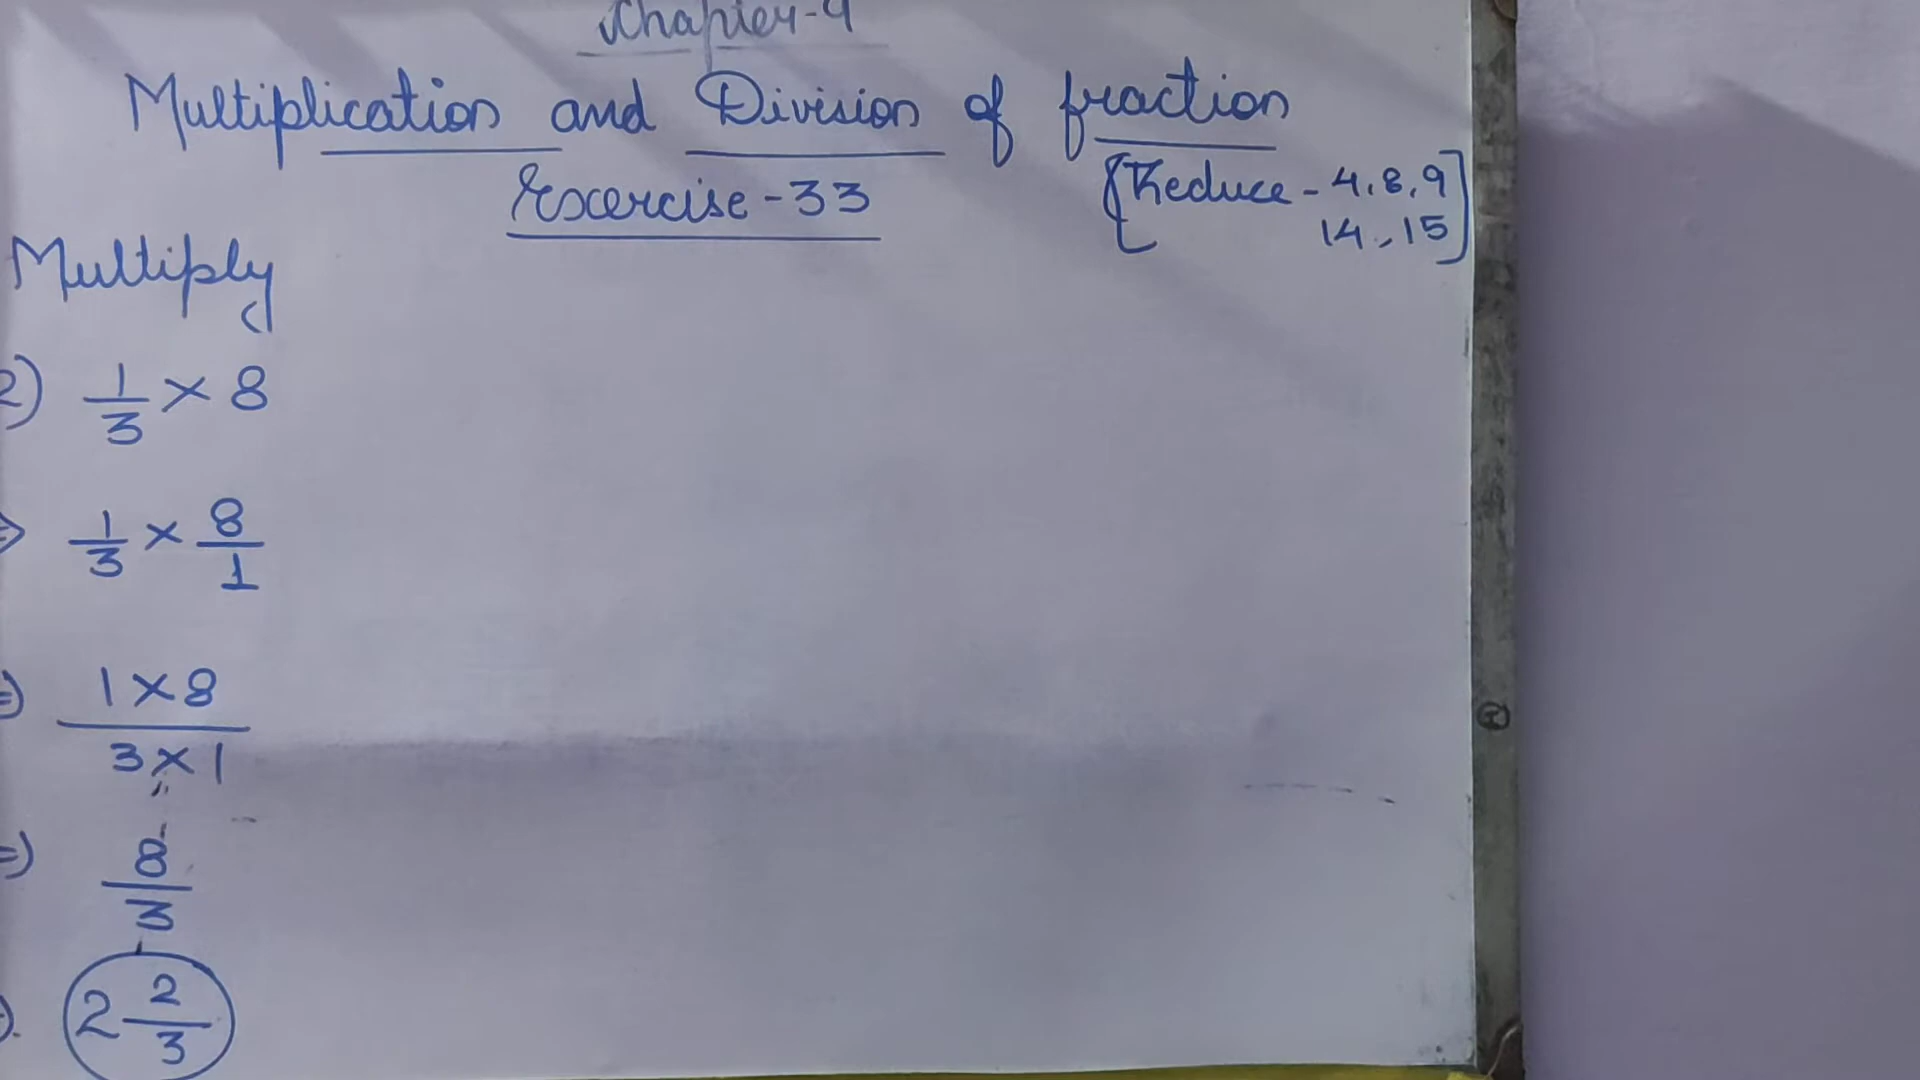 Chapter-9
Multiplication and Division of fraction
Excercise-33
[Reduce - 4, 8, 9
14, 15]
Multiply
2) 1/3 × 8
⇒ 1/3 × 8/1
⇒ 1×8 / 3×1
⇒ 8/3
2 2/3